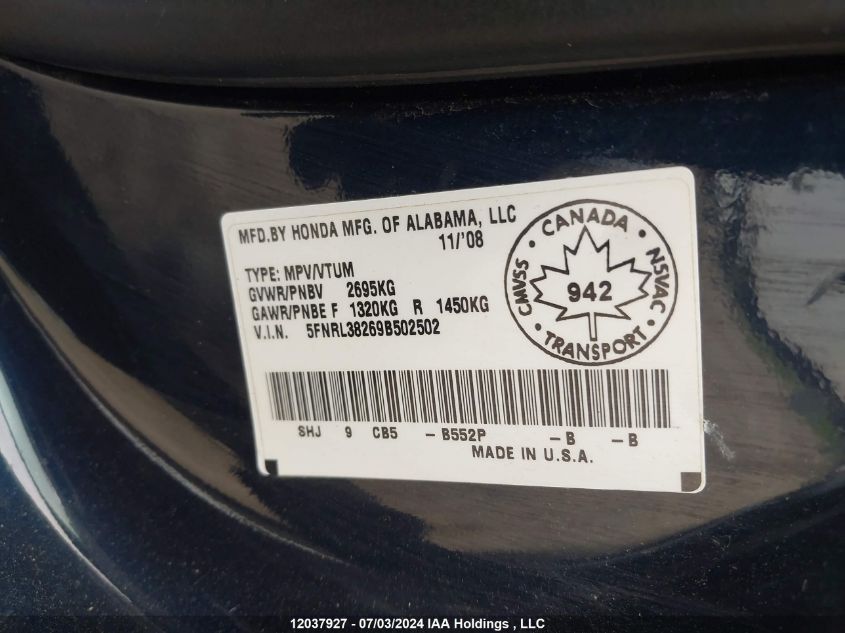 MFD.BY HONDA MFG. OF ALABAMA, LLC
11/'08
TYPE: MPV/VTUM
GVWR/PNBV 2695KG
GAWR/PNBE F 1320KG R 1450KG
V.I.N. 5FNRL38269B502502
CANADA
CMVSS
NSVAC
942
TRANSPORT
SHJ 9 CB5 - B552P - B - B
MADE IN U.S.A.
12037927 - 07/03/2024 IAA Holdings , LLC